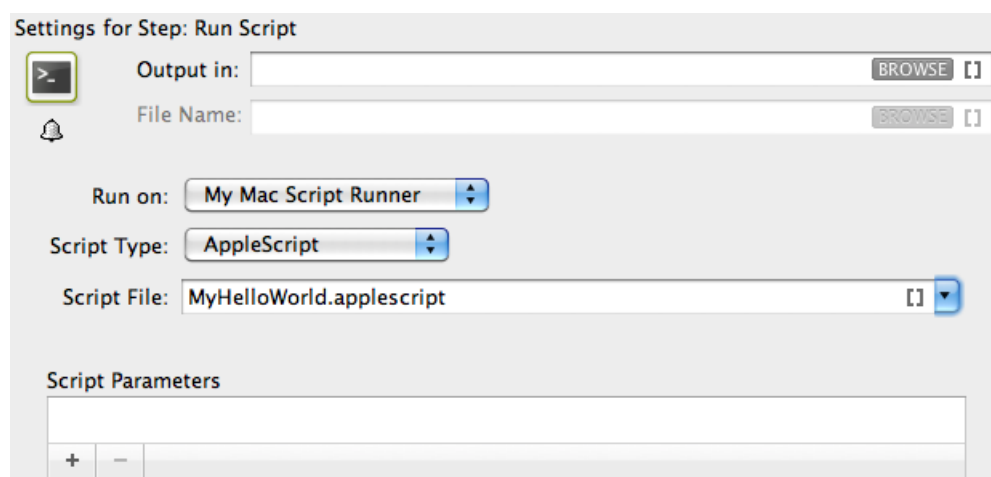 Settings for Step: Run Script
Output in: BROWSE []
File Name: BROWSE []
Run on: My Mac Script Runner
Script Type: AppleScript
Script File: MyHelloWorld.applescript []
Script Parameters
+ −